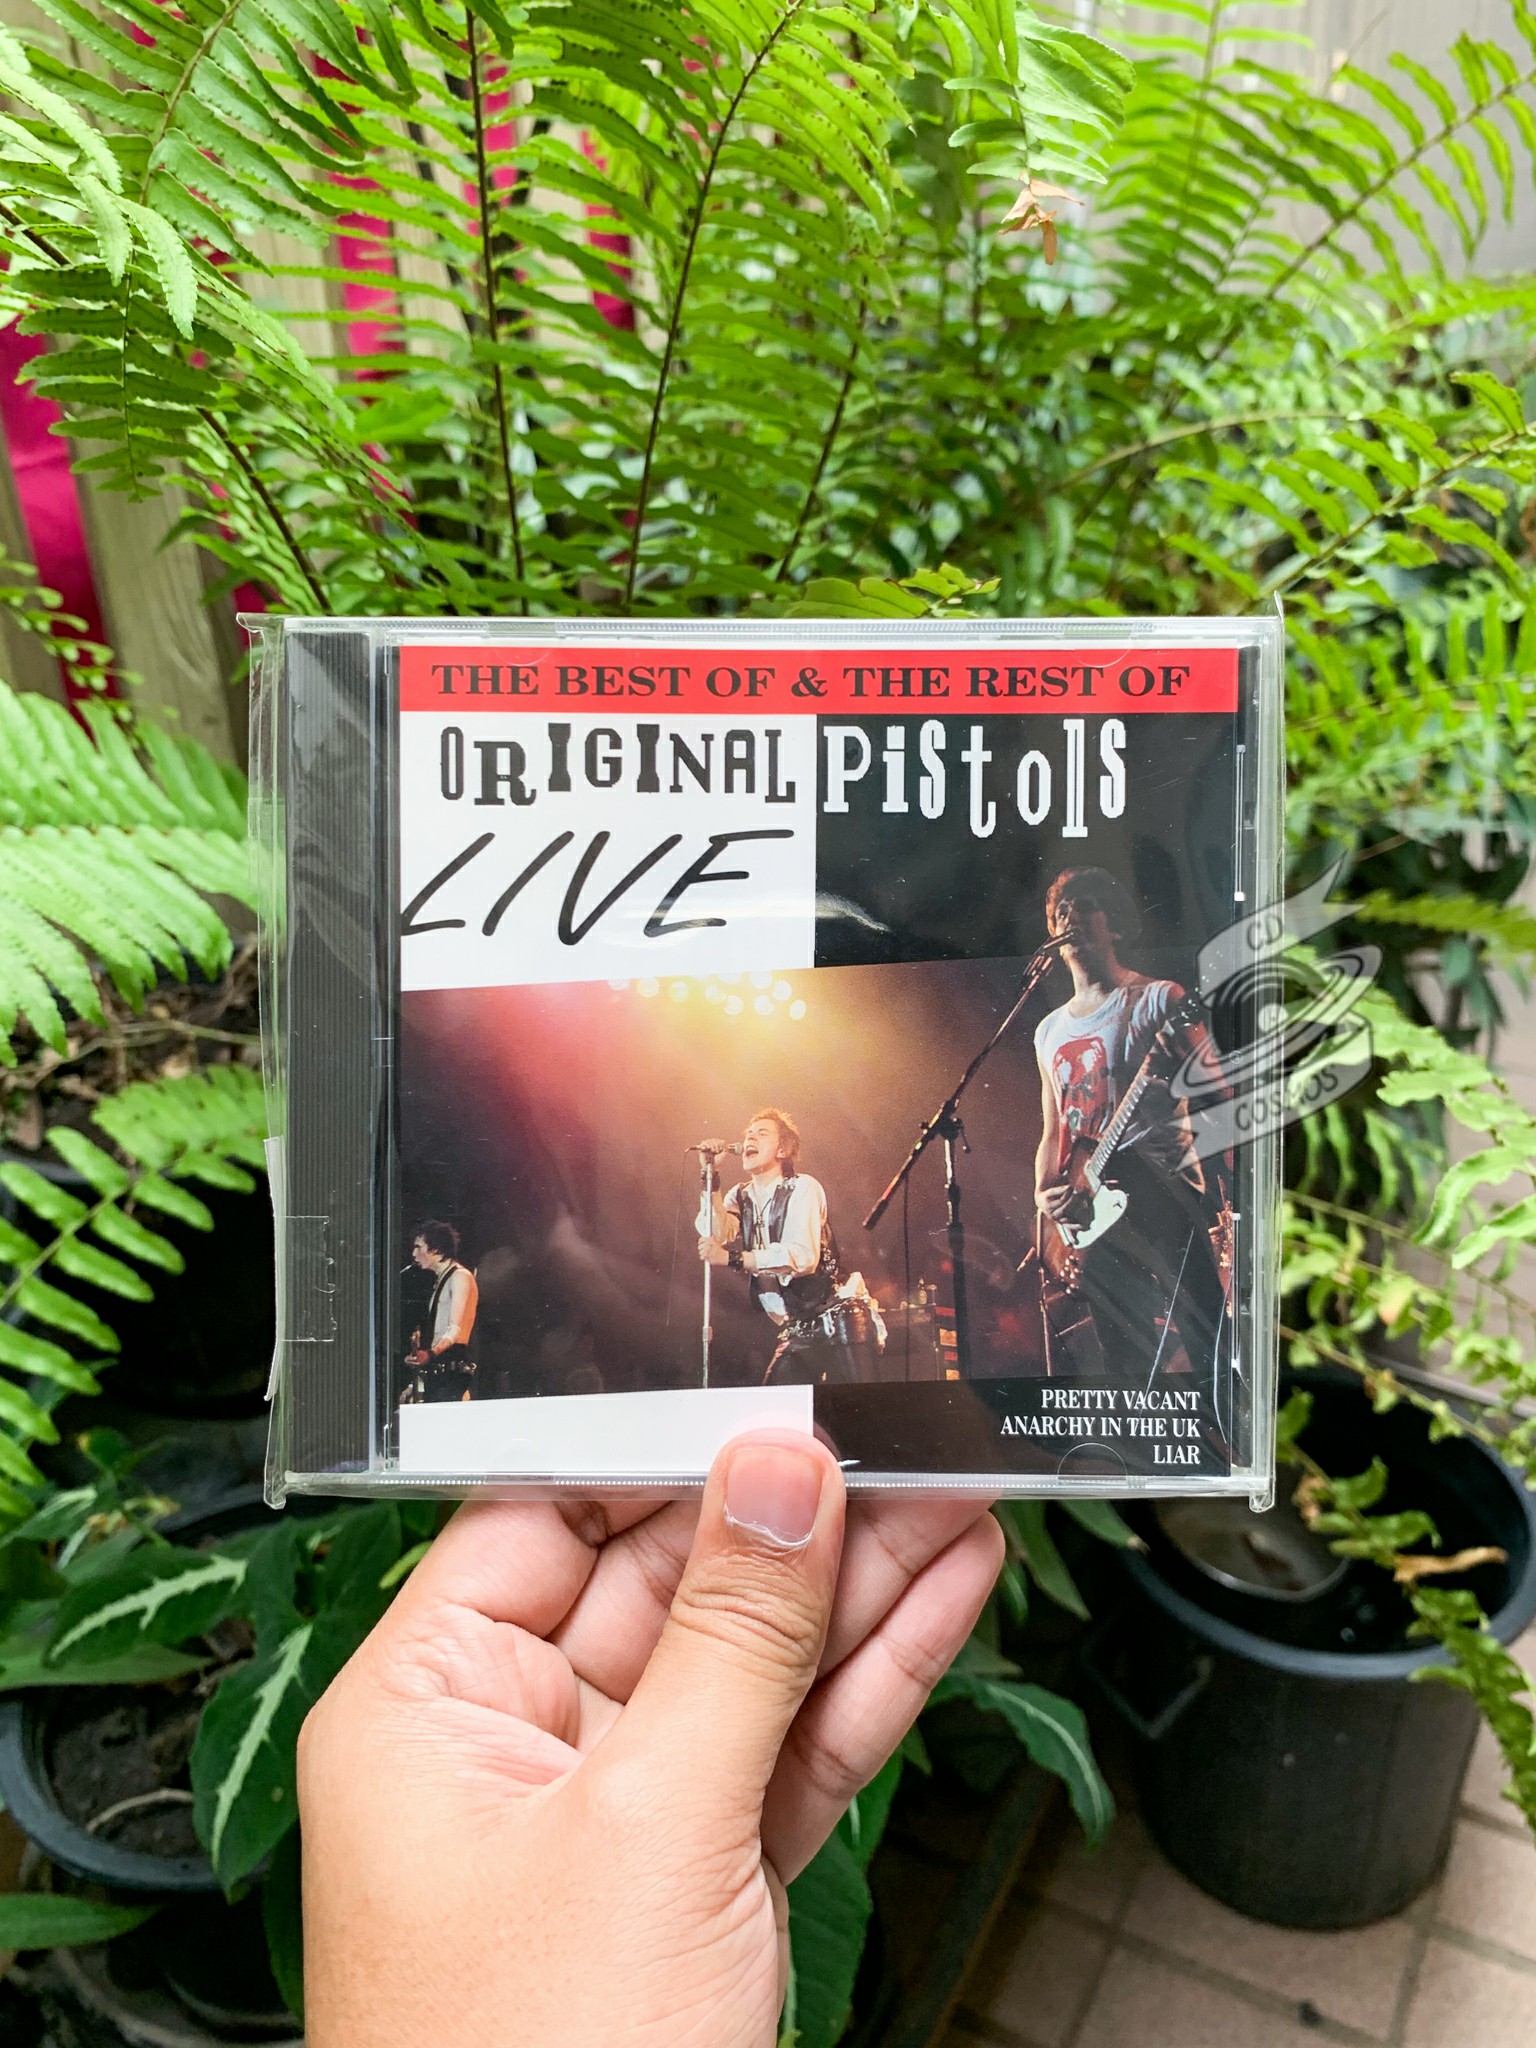 THE BEST OF & THE REST OF
ORIGINAL PiStolS
LIVE
CD
COSMOS
PRETTY VACANT
ANARCHY IN THE UK
LIAR